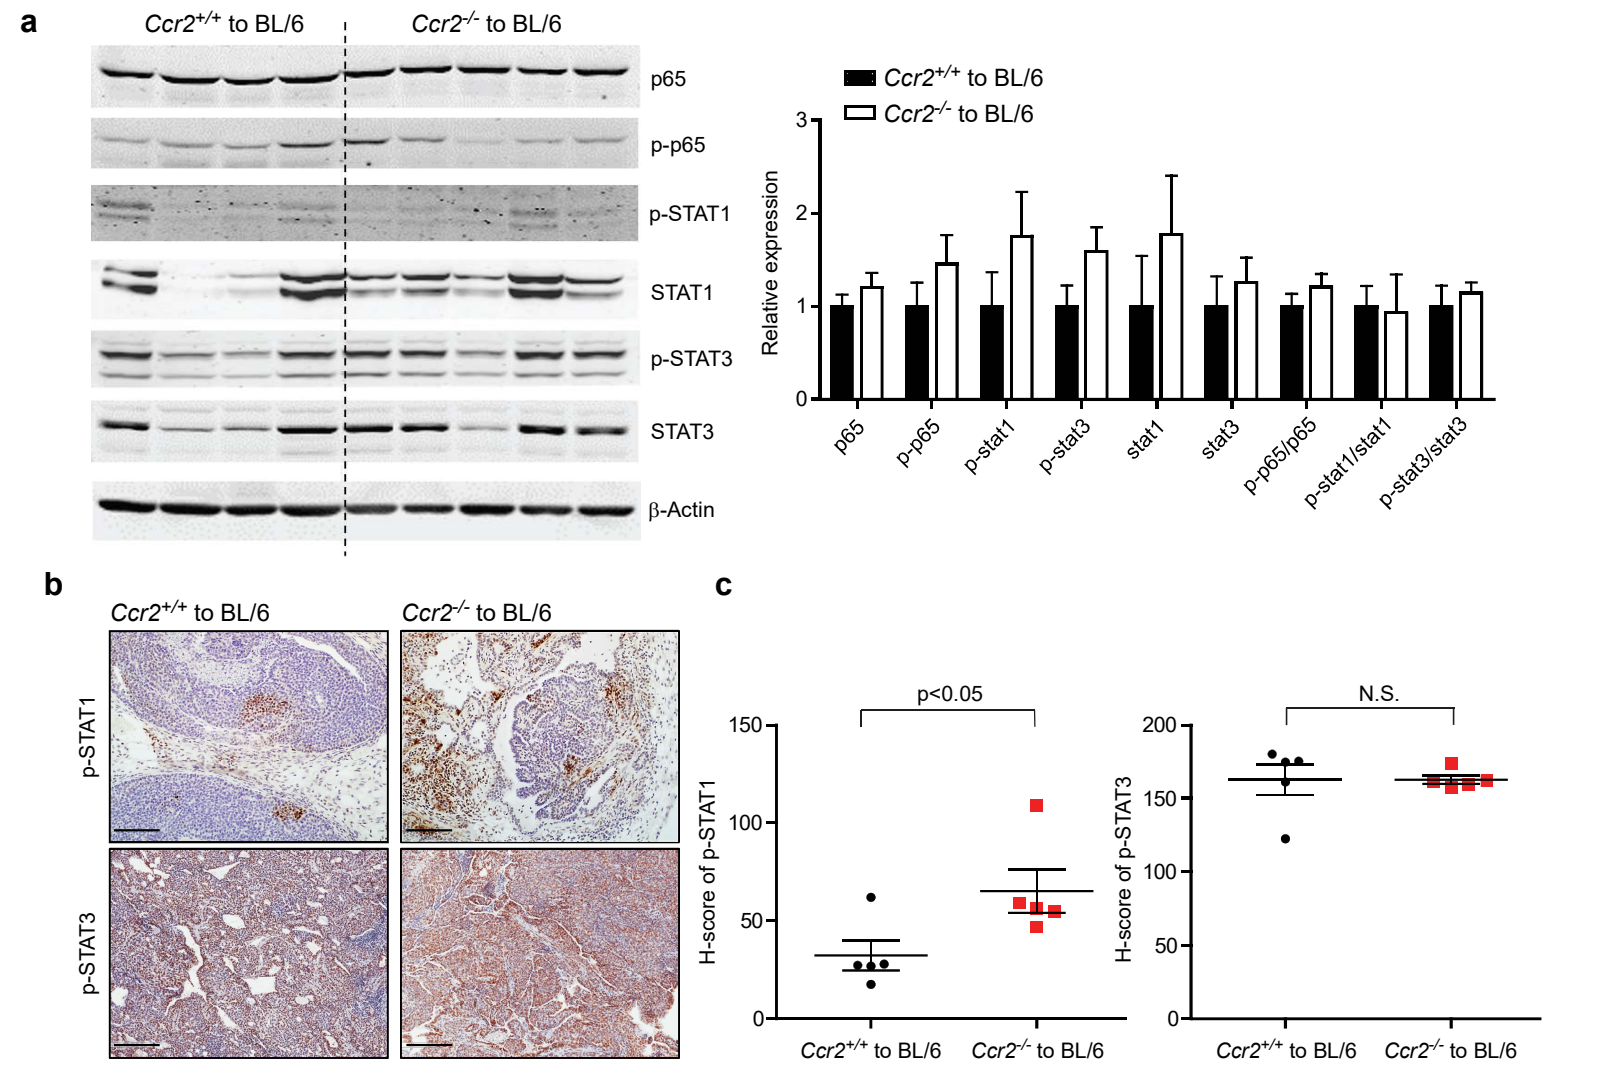 a
Ccr2+/+ to BL/6
Ccr2-/- to BL/6
p65
p-p65
p-STAT1
STAT1
p-STAT3
STAT3
β-Actin
Ccr2+/+ to BL/6
Ccr2-/- to BL/6
Relative expression
3
2
1
0
p65
p-p65
p-stat1
p-stat3
stat1
stat3
p-p65/p65
p-stat1/stat1
p-stat3/stat3
b
Ccr2+/+ to BL/6
Ccr2-/- to BL/6
p-STAT1
p-STAT3
c
p<0.05
H-score of p-STAT1
150
100
50
0
Ccr2+/+ to BL/6
Ccr2-/- to BL/6
N.S.
H-score of p-STAT3
200
150
100
50
0
Ccr2+/+ to BL/6
Ccr2-/- to BL/6